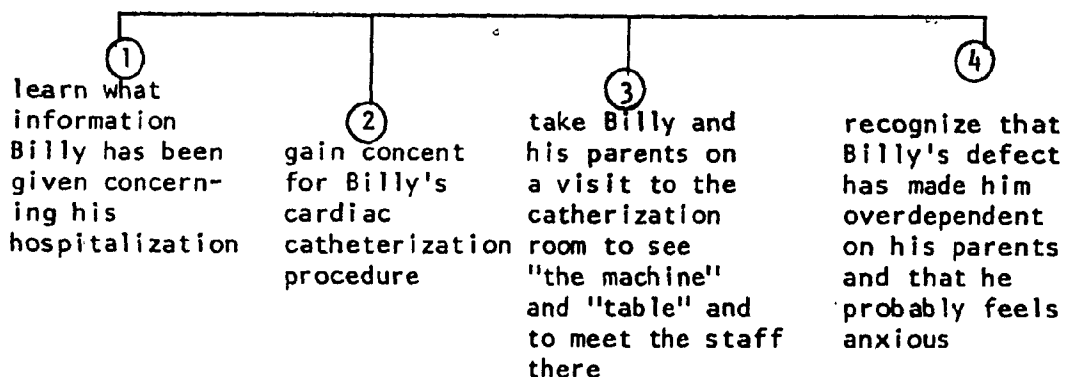 1
learn what
information
Billy has been
given concern-
ing his
hospitalization
2
gain concent
for Billy's
cardiac
catheterization
procedure
3
take Billy and
his parents on
a visit to the
catherization
room to see
"the machine"
and "table" and
to meet the staff
there
4
recognize that
Billy's defect
has made him
overdependent
on his parents
and that he
probably feels
anxious